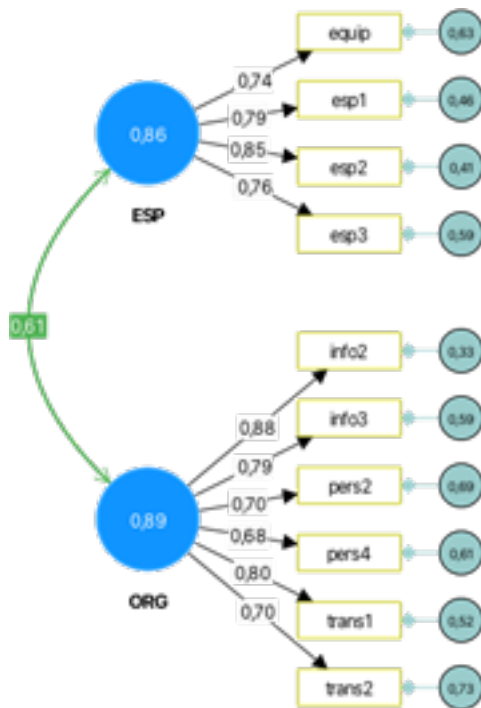 equip 0,63
0,74
0,79 esp1 0,46
0,86
0,85 esp2 0,41
0,76
ESP
esp3 0,59
0,61
info2 0,33
0,88
info3 0,59
0,79
0,70 pers2 0,69
0,89
0,68 pers4 0,61
0,80
ORG
0,70 trans1 0,52
trans2 0,73